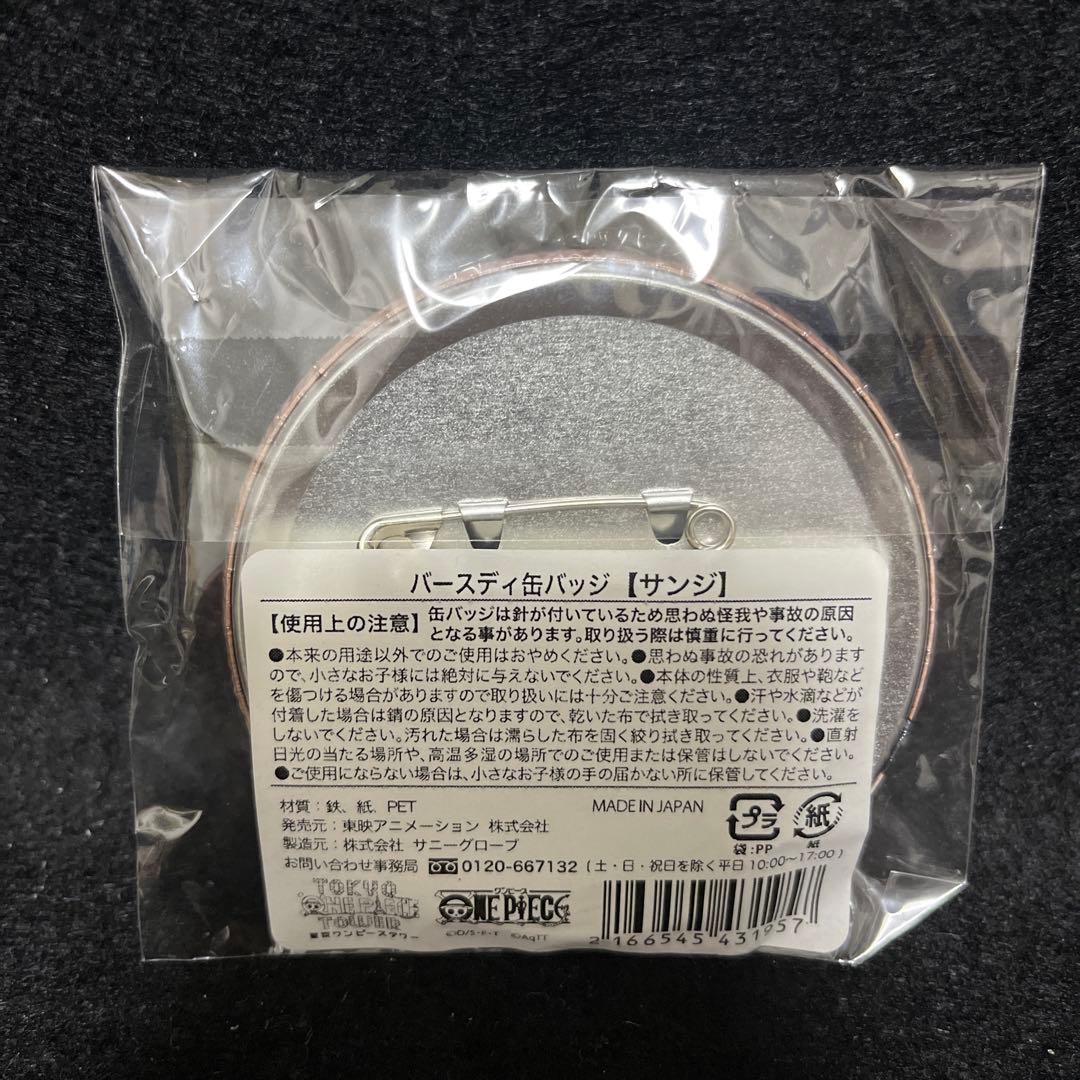 バースディ缶バッジ【サンジ】
【使用上の注意】
缶バッジは針が付いているため思わぬ怪我や事故の原因
となる事があります。取り扱う際は慎重に行ってください。
●本来の用途以外でのご使用はおやめください。●思わぬ事故の恐れがあります
ので、小さなお子様には絶対に与えないでください。●本体の性質上、衣服や鞄など
を傷つける場合がありますので取り扱いには十分ご注意ください。●汗や水滴などが
付着した場合は錆の原因となりますので、乾いた布で拭き取ってください。●洗濯を
しないでください。汚れた場合は濡らした布を固く絞り拭き取ってください。●直射
日光の当たる場所や、高温多湿の場所でのご使用または保管はしないでください。
●ご使用にならない場合は、小さなお子様の手の届かない所に保管してください。
材質：鉄、紙、PET
MADE IN JAPAN
発売元：東映アニメーション 株式会社
製造元：株式会社 サニーグローブ
プラ
袋:PP
紙
紙
お問い合わせ事務局 0120-667132（土・日・祝日を除く平日 10:00～17:00）
TOKYO
ONE PIECE
TOWER
東京ワンピースタワー
ワンピース
ONE PIECE
©O/S・F・T ©AqTT
2 166545 431957